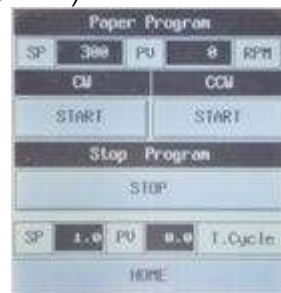 Paper Program
SP 300 PV 0 RPM
CW CCW
START START
Stop Program
STOP
SP 1.0 PV 0.0 T.Cycle
HOME